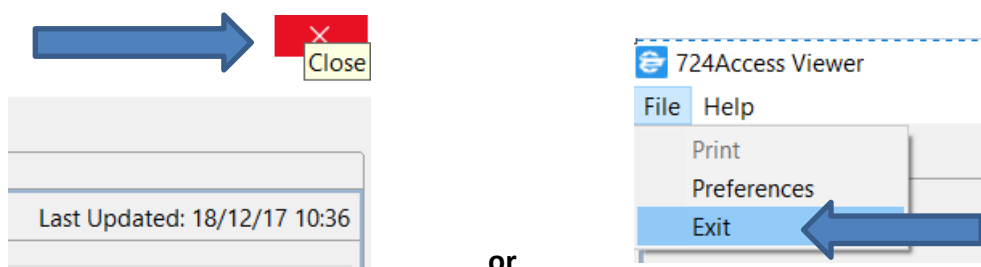 Close
Last Updated: 18/12/17 10:36
or
724Access Viewer
File Help
Print
Preferences
Exit